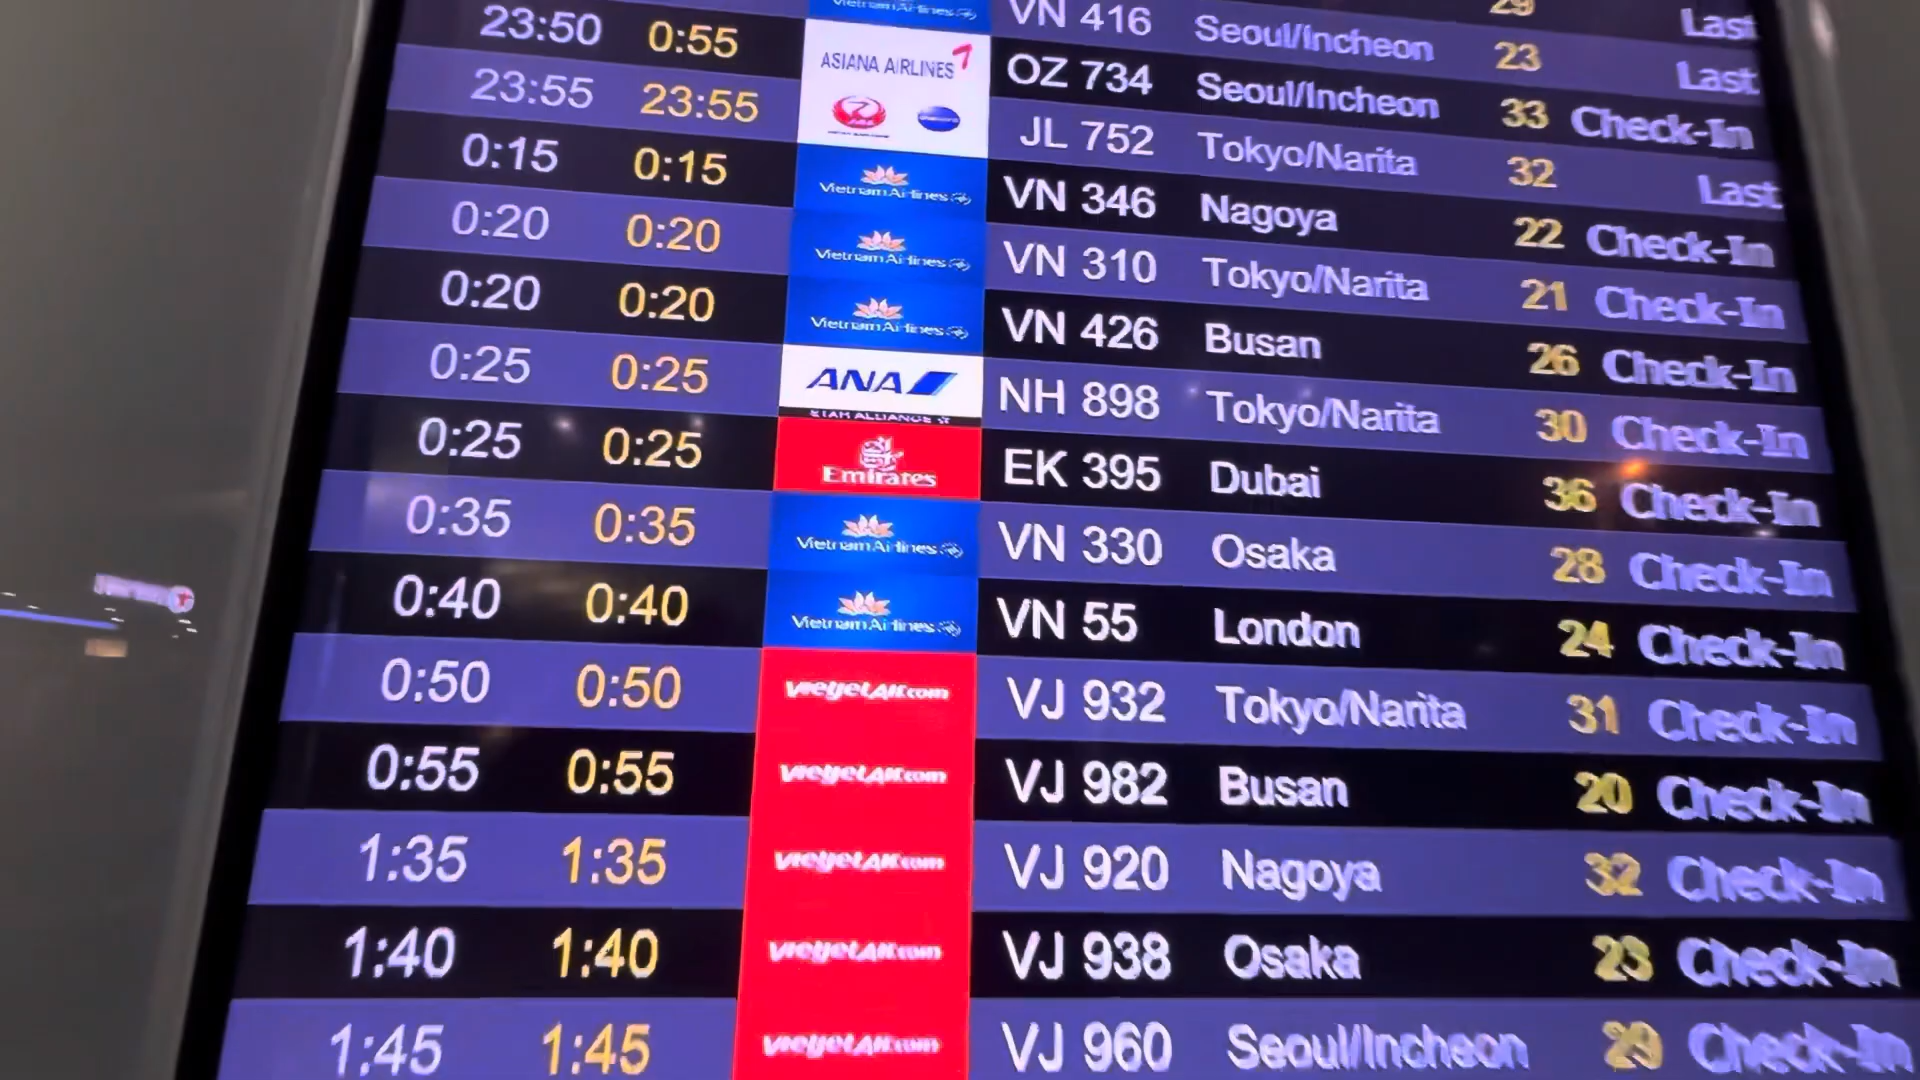 29 Last
Vietnam Airlines VN 416 Seoul/Incheon 23 Last
23:50 0:55 ASIANA AIRLINES OZ 734 Seoul/Incheon 33 Check-In
23:55 23:55 JL 752 Tokyo/Narita 32 Last
0:15 0:15 Vietnam Airlines VN 346 Nagoya 22 Check-In
0:20 0:20 Vietnam Airlines VN 310 Tokyo/Narita 21 Check-In
0:20 0:20 Vietnam Airlines VN 426 Busan 26 Check-In
0:25 0:25 ANA NH 898 Tokyo/Narita 30 Check-In
STAR ALLIANCE
0:25 0:25 Emirates EK 395 Dubai 36 Check-In
0:35 0:35 Vietnam Airlines VN 330 Osaka 28 Check-In
0:40 0:40 Vietnam Airlines VN 55 London 24 Check-In
0:50 0:50 vietjetAir.com VJ 932 Tokyo/Narita 31 Check-In
0:55 0:55 vietjetAir.com VJ 982 Busan 20 Check-In
1:35 1:35 vietjetAir.com VJ 920 Nagoya 32 Check-In
1:40 1:40 vietjetAir.com VJ 938 Osaka 23 Check-In
1:45 1:45 vietjetAir.com VJ 960 Seoul/Incheon 29 Check-In